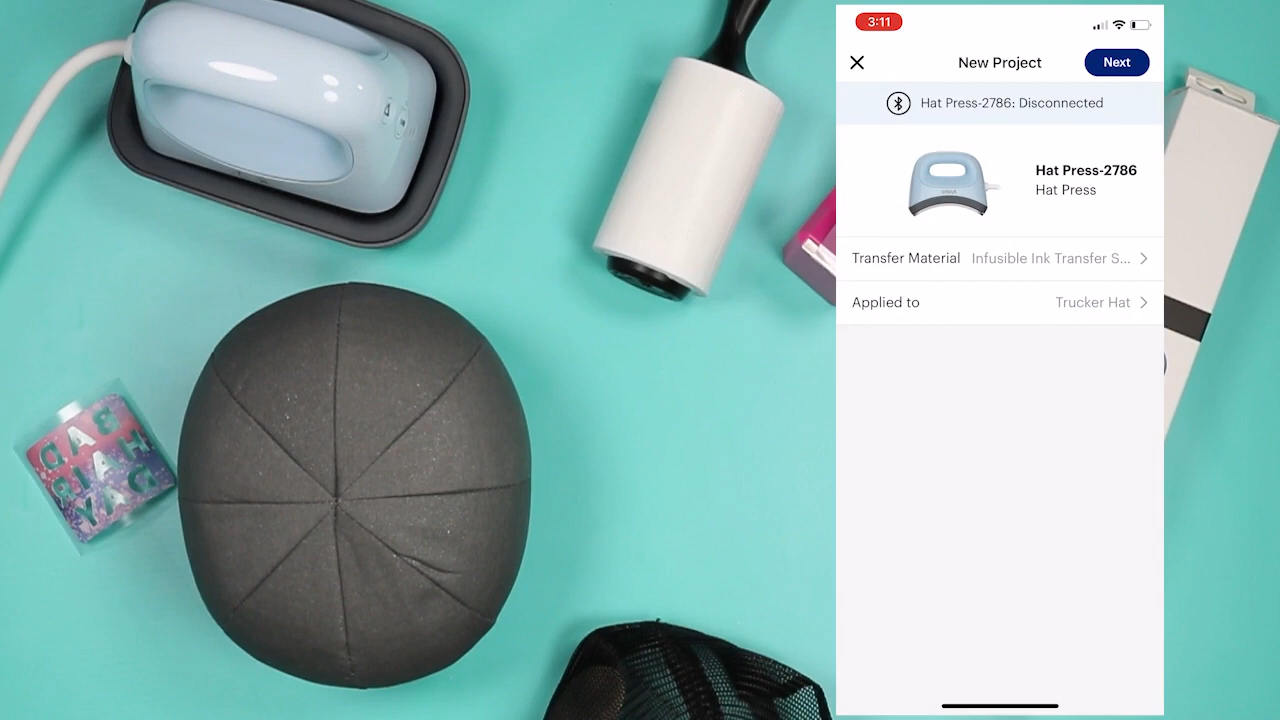 3:11
New Project
Next
Hat Press-2786: Disconnected
Hat Press-2786
Hat Press
Transfer Material Infusible Ink Transfer S...
Applied to Trucker Hat
BAD
HAIR
DAY